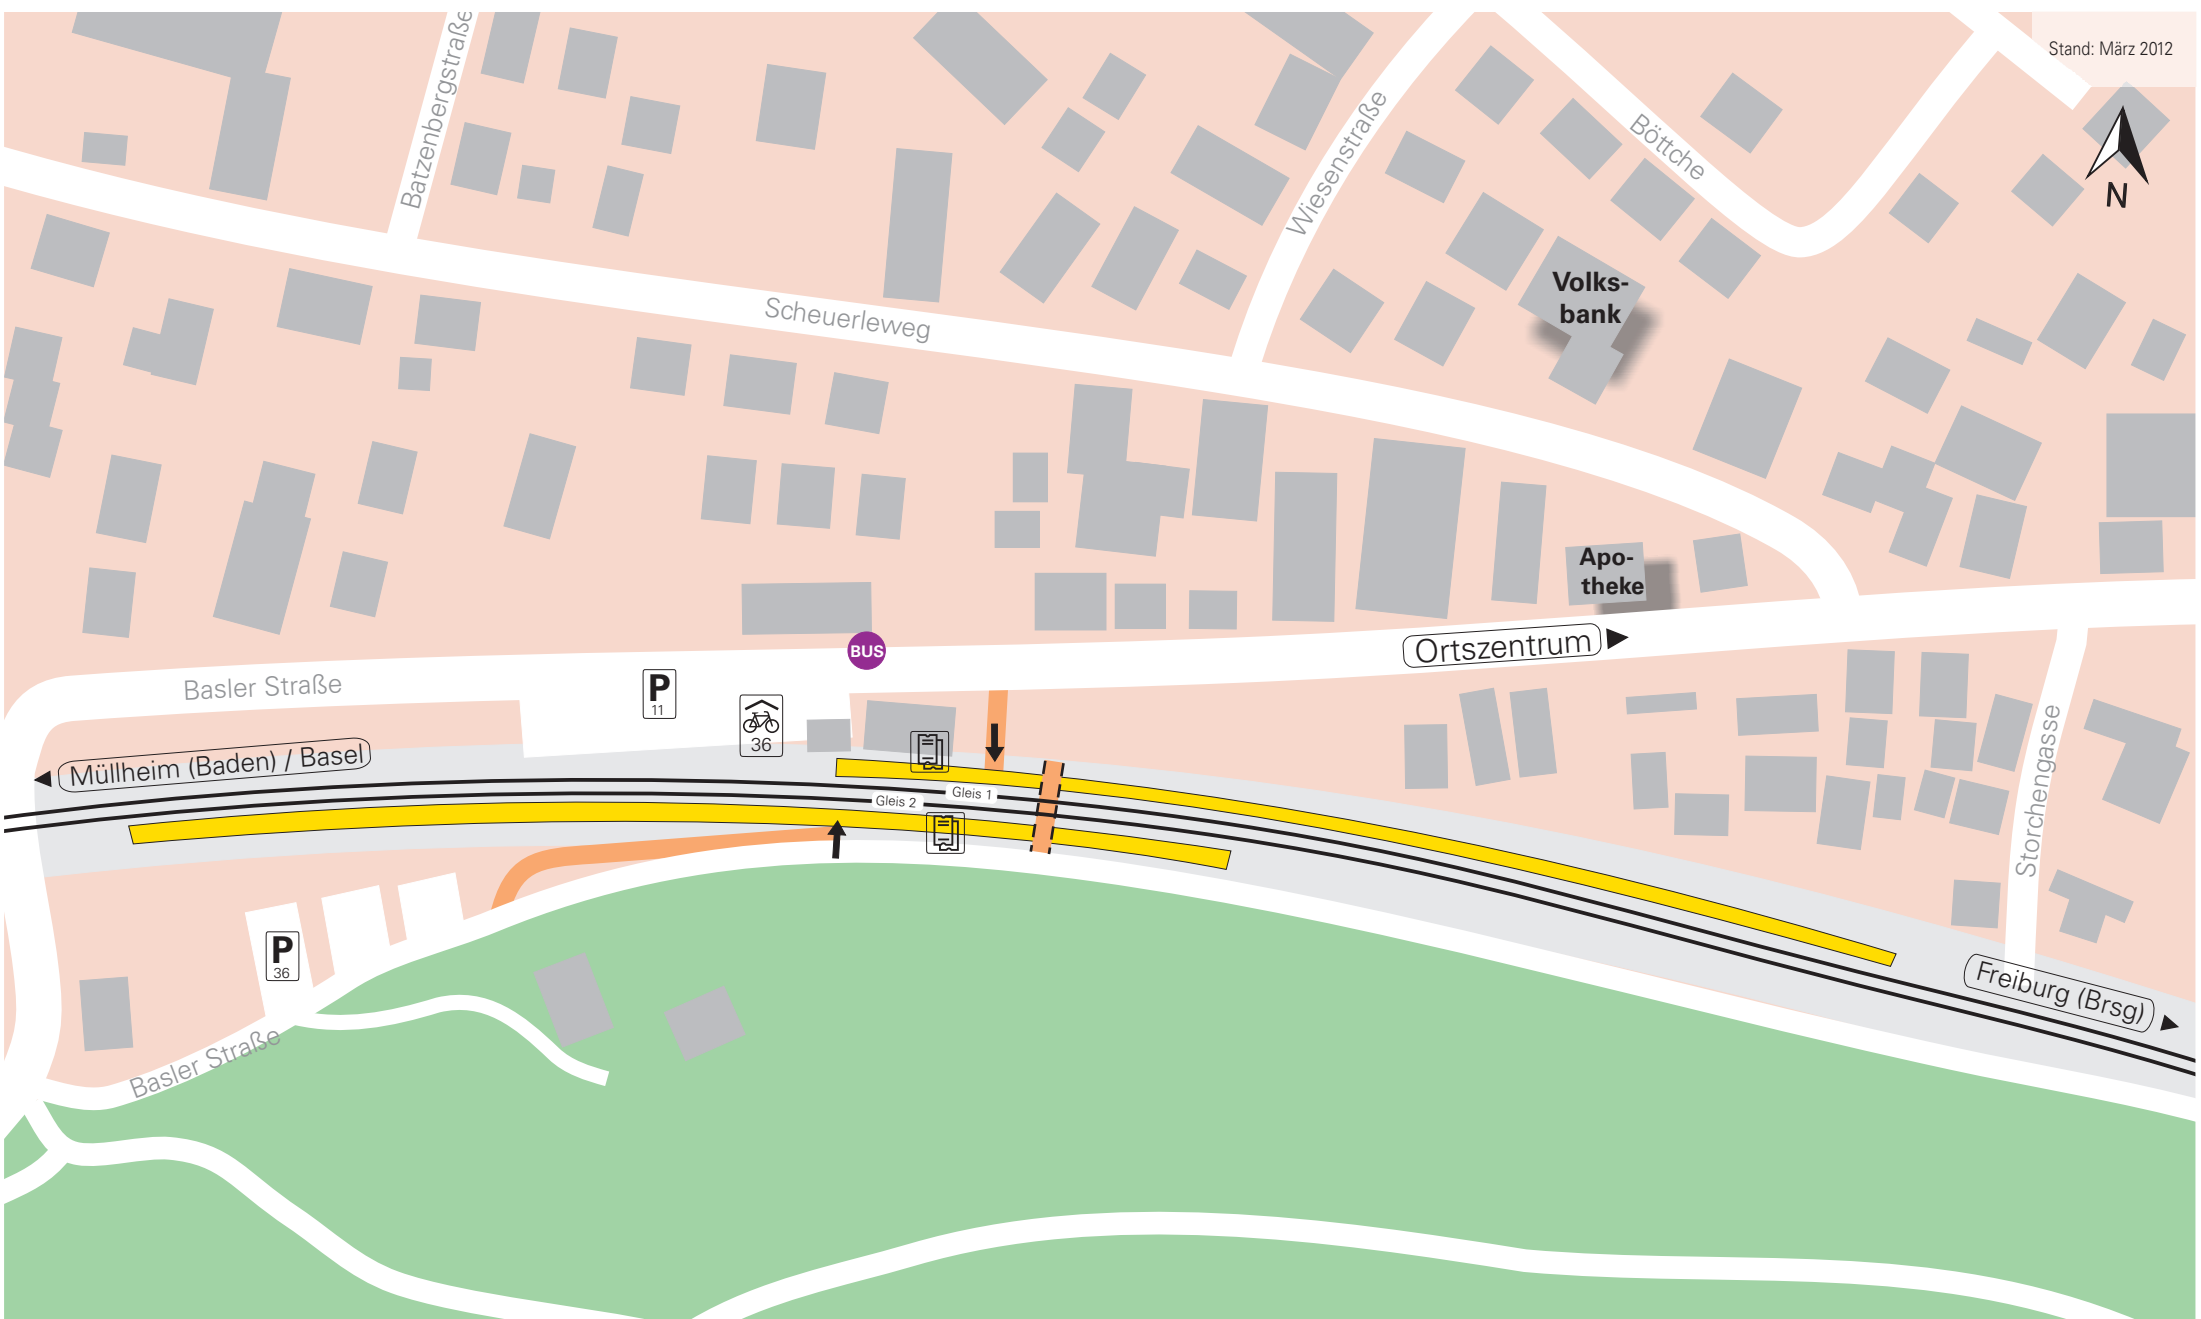 Stand: März 2012
N
Batzenbergstraße
Wiesenstraße
Böttche
Scheuerleweg
Volks-
bank
Apo-
theke
BUS
Ortszentrum
Basler Straße
P
11
36
Müllheim (Baden) / Basel
Gleis 1
Gleis 2
Storchengasse
P
36
Freiburg (Brsg)
Basler Straße